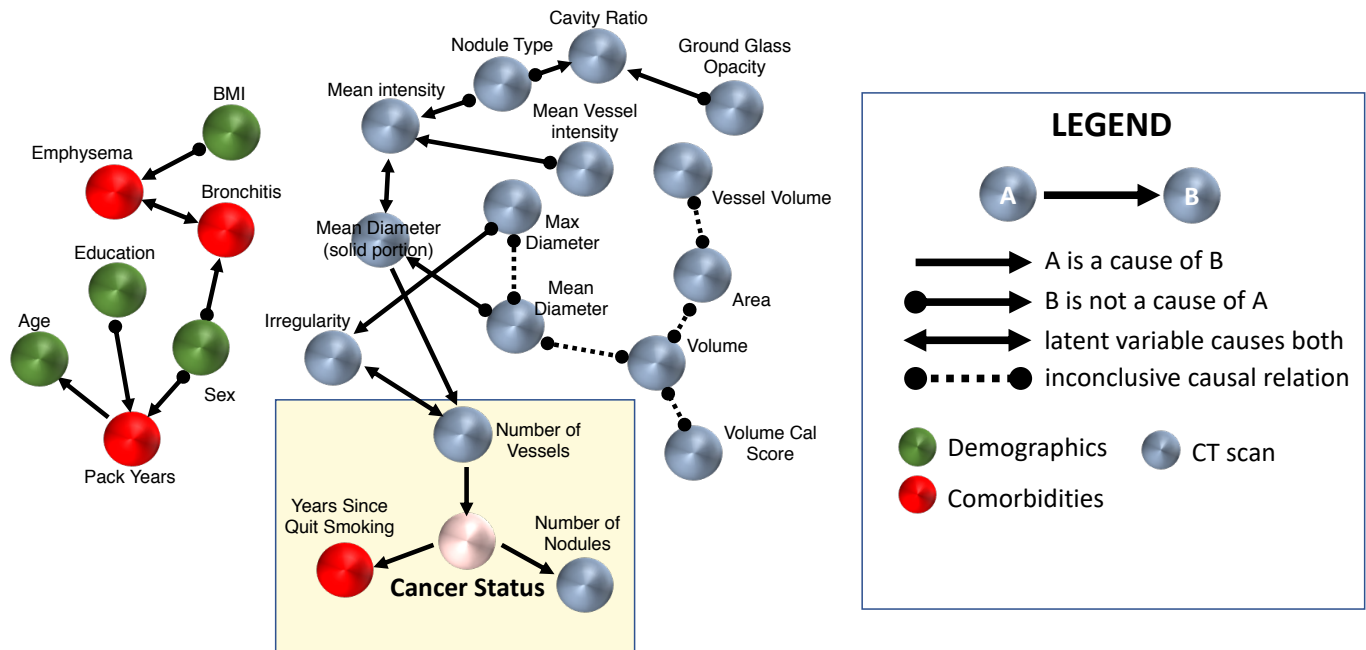 Cavity Ratio
Nodule Type
Ground Glass
Opacity
BMI
Mean intensity
Mean Vessel
intensity
Emphysema
Bronchitis
Vessel Volume
Max
Diameter
Mean Diameter
(solid portion)
Education
Mean
Diameter
Area
Age
Irregularity
Volume
Sex
Number of
Vessels
Volume Cal
Score
Pack Years
Years Since
Quit Smoking
Number of
Nodules
Cancer Status
LEGEND
A
B
A is a cause of B
B is not a cause of A
latent variable causes both
inconclusive causal relation
Demographics
CT scan
Comorbidities